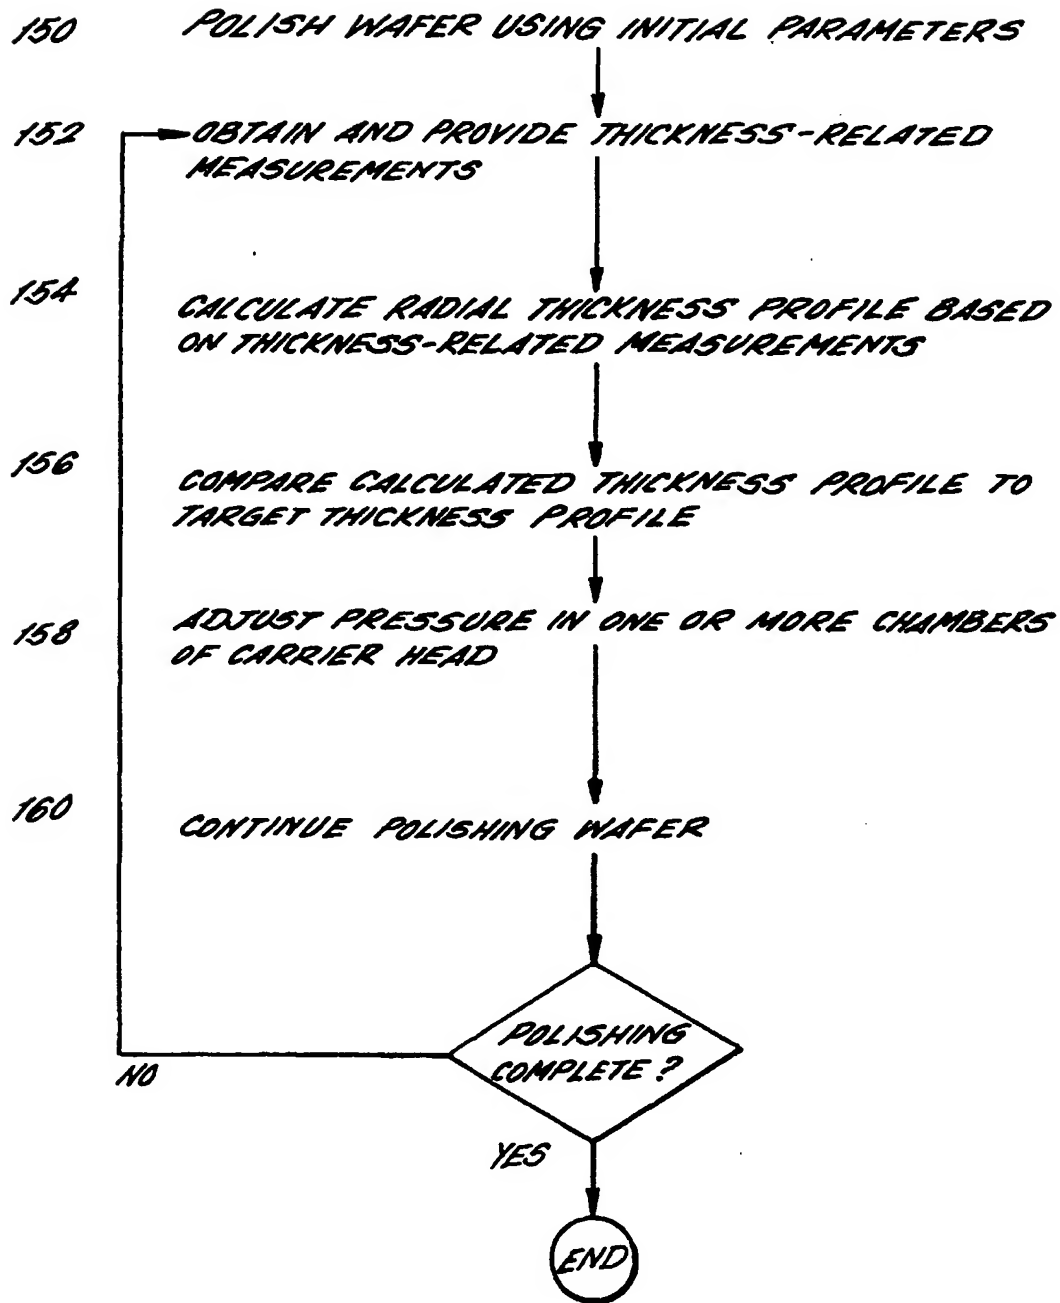 150 POLISH WAFER USING INITIAL PARAMETERS
152 OBTAIN AND PROVIDE THICKNESS-RELATED
MEASUREMENTS
154 CALCULATE RADIAL THICKNESS PROFILE BASED
ON THICKNESS-RELATED MEASUREMENTS
156 COMPARE CALCULATED THICKNESS PROFILE TO
TARGET THICKNESS PROFILE
158 ADJUST PRESSURE IN ONE OR MORE CHAMBERS
OF CARRIER HEAD
160 CONTINUE POLISHING WAFER
POLISHING
COMPLETE?
NO
YES
END